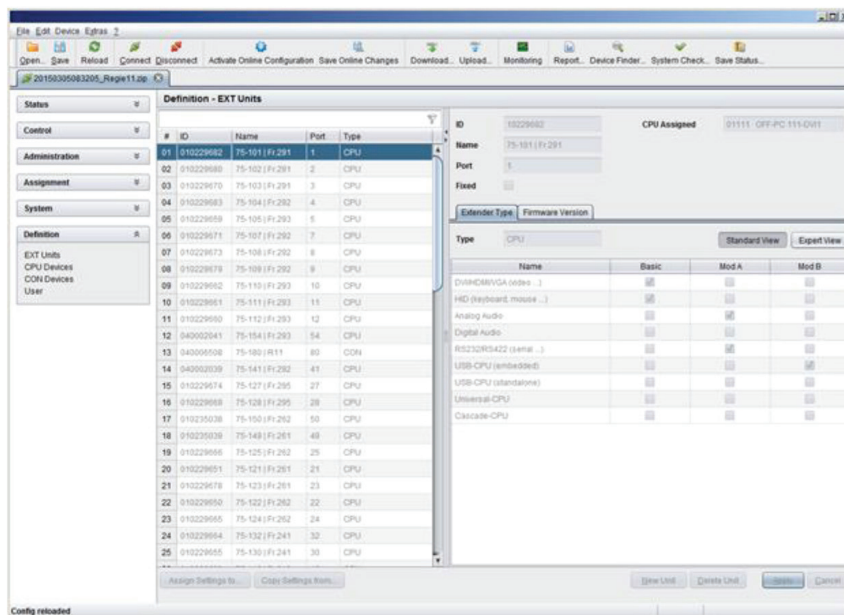 File Edit Device Extras ?
Open... Save Reload Connect Disconnect Activate Online Configuration Save Online Changes Download... Upload... Monitoring Report... Device Finder... System Check... Save Status...
20150305083205_Regie11.zip
Status
Control
Administration
Assignment
System
Definition
EXT Units
CPU Devices
CON Devices
User
Definition - EXT Units
# ID Name Port Type
01 010229682 75-101 | Fr.291 1 CPU
02 010229680 75-102 | Fr.291 2 CPU
03 010229670 75-103 | Fr.291 3 CPU
04 010229683 75-104 | Fr.292 4 CPU
05 010229659 75-105 | Fr.293 5 CPU
06 010229671 75-107 | Fr.292 7 CPU
07 010229673 75-108 | Fr.292 8 CPU
08 010229679 75-109 | Fr.292 9 CPU
09 010229662 75-110 | Fr.293 10 CPU
10 010229661 75-111 | Fr.293 11 CPU
11 010229660 75-112 | Fr.293 12 CPU
12 040002041 75-154 | Fr.293 54 CPU
13 040006508 75-180 | R11 80 CON
14 040002039 75-141 | Fr.292 41 CPU
15 010229674 75-127 | Fr.295 27 CPU
16 010229668 75-128 | Fr.295 28 CPU
17 010235038 75-150 | Fr.262 50 CPU
18 010235039 75-149 | Fr.261 49 CPU
19 010229666 75-125 | Fr.262 25 CPU
20 010229651 75-121 | Fr.261 21 CPU
21 010229678 75-123 | Fr.261 23 CPU
22 010229650 75-122 | Fr.262 22 CPU
23 010229665 75-124 | Fr.262 24 CPU
24 010229664 75-132 | Fr.241 32 CPU
25 010229655 75-130 | Fr.241 30 CPU
ID 10229682 CPU Assigned 01111 OFF-PC 111-DVI1
Name 75-101 | Fr.291
Port 1
Fixed
Extender Type Firmware Version
Type CPU Standard View Expert View
Name Basic Mod A Mod B
DVI/HDMI/VGA (video ...)
HID (keyboard, mouse ...)
Analog Audio
Digital Audio
RS232/RS422 (serial ...)
USB-CPU (embedded)
USB-CPU (standalone)
Universal-CPU
Cascade-CPU
Assign Settings to... Copy Settings from... New Unit Delete Unit Apply Cancel
Config reloaded